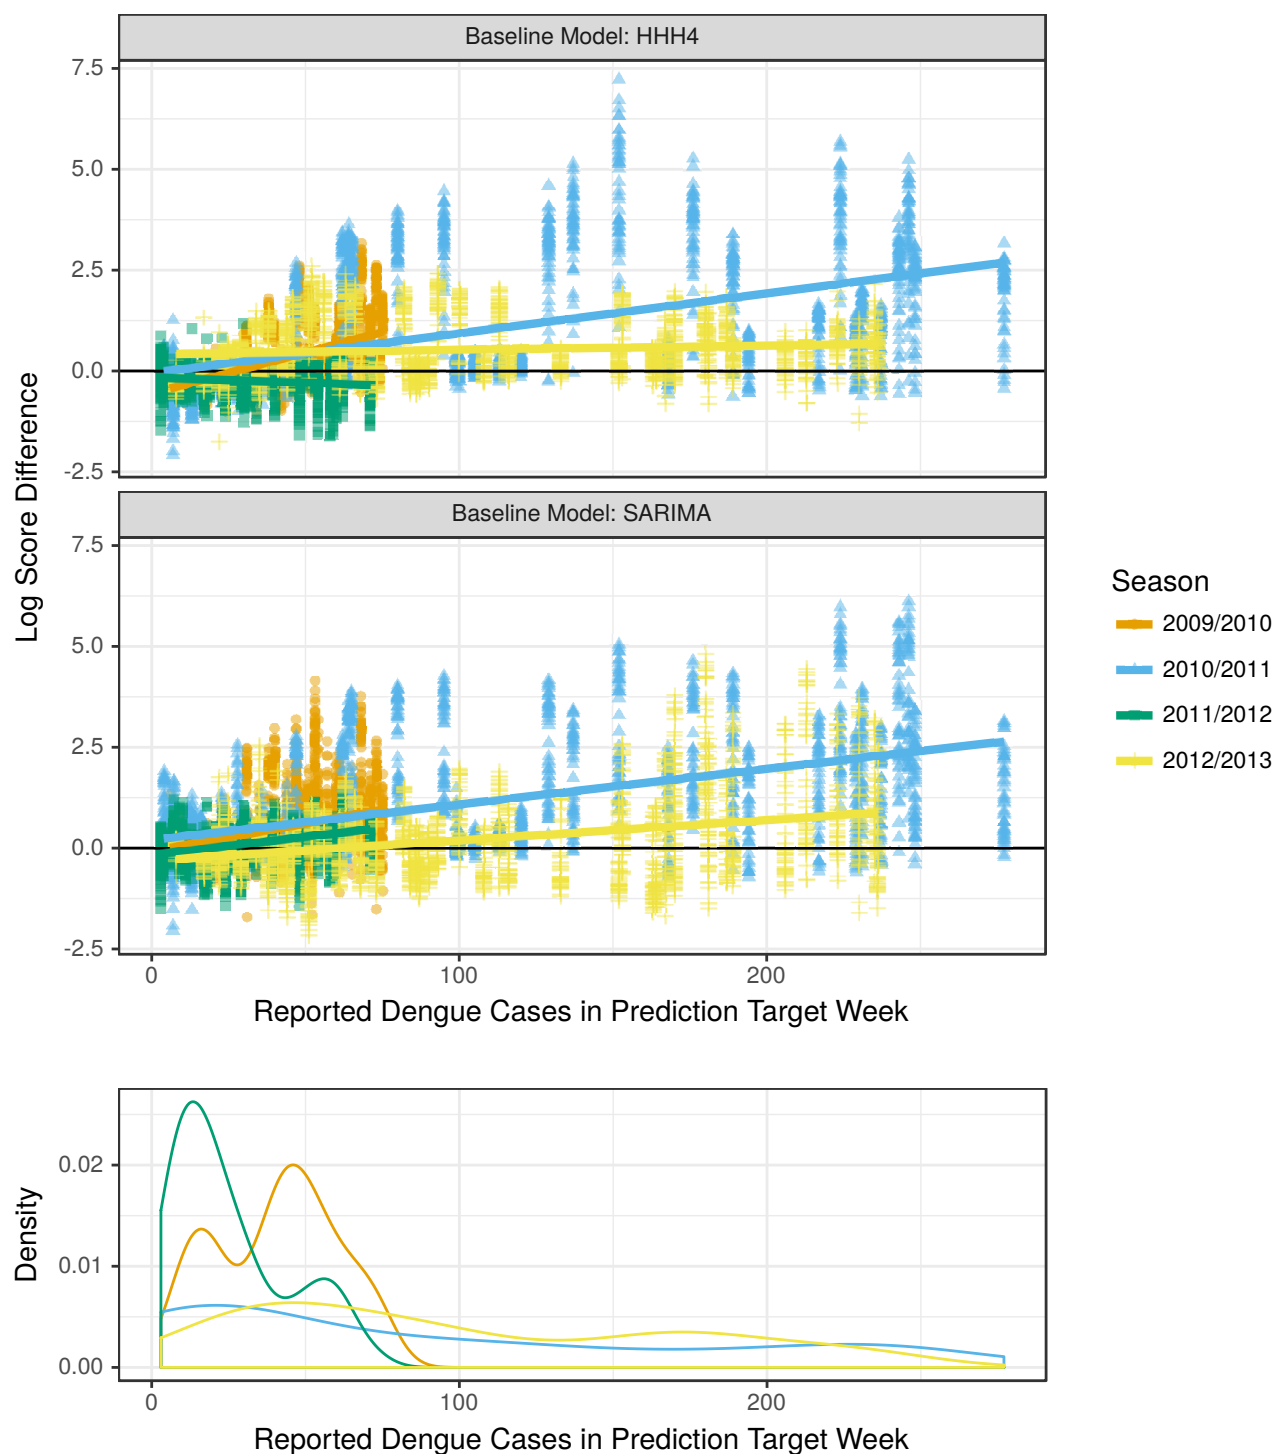 Baseline Model: HHH4
7.5
5.0
2.5
0.0
-2.5
Baseline Model: SARIMA
7.5
5.0
2.5
0.0
-2.5
Log Score Difference
0 100 200
Reported Dengue Cases in Prediction Target Week
Season
2009/2010
2010/2011
2011/2012
2012/2013
0.02
0.01
0.00
Density
0 100 200
Reported Dengue Cases in Prediction Target Week